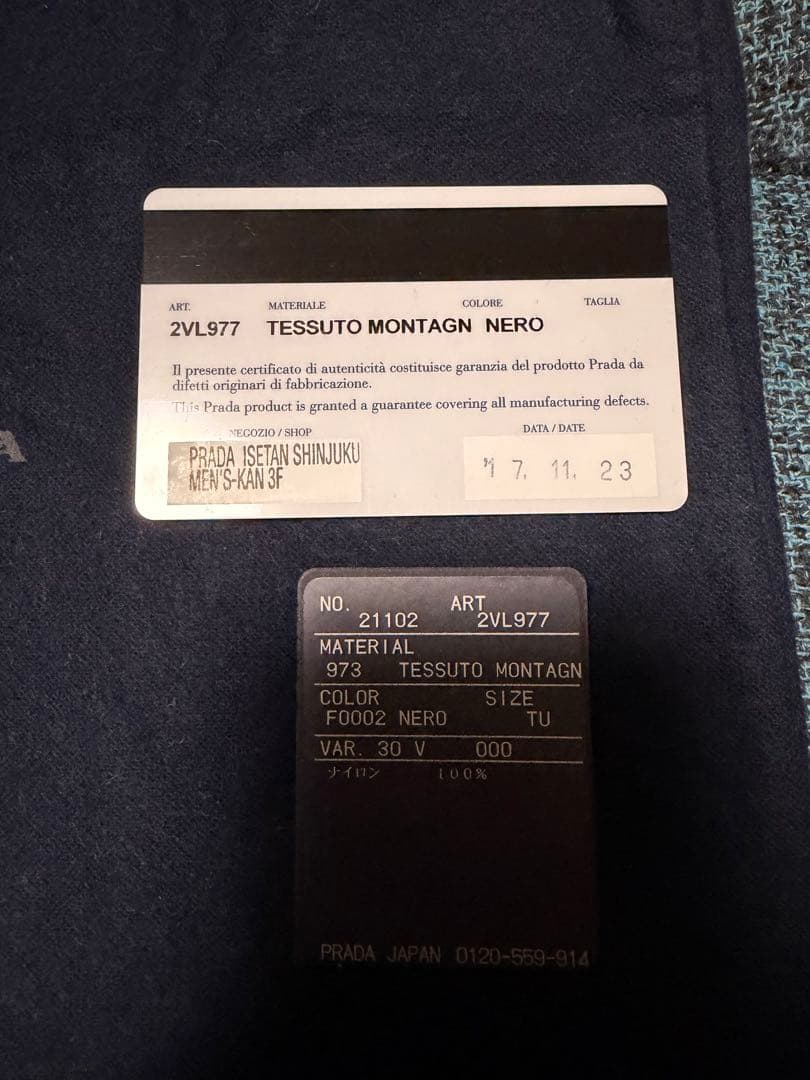 ART. MATERIALE COLORE TAGLIA
2VL977 TESSUTO MONTAGN NERO
Il presente certificato di autenticità costituisce garanzia del prodotto Prada da
difetti originari di fabbricazione.
This Prada product is granted a guarantee covering all manufacturing defects.
NEGOZIO / SHOP DATA / DATE
PRADA ISETAN SHINJUKU
MEN'S-KAN 3F
'17. 11. 23
A
NO. ART
21102 2VL977
MATERIAL
973 TESSUTO MONTAGN
COLOR SIZE
F0002 NERO TU
VAR. 30 V 000
ナイロン 100%
PRADA JAPAN 0120-559-914